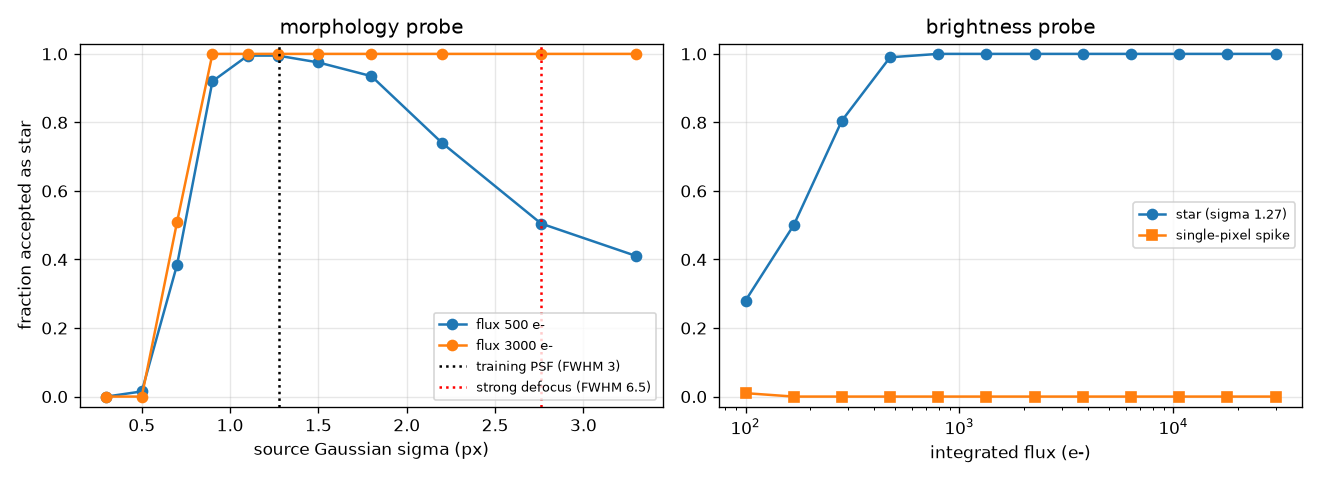 morphology probe
fraction accepted as star
1.0
0.8
0.6
0.4
0.2
0.0
flux 500 e-
flux 3000 e-
training PSF (FWHM 3)
strong defocus (FWHM 6.5)
0.5 1.0 1.5 2.0 2.5 3.0
source Gaussian sigma (px)
brightness probe
1.0
0.8
0.6
0.4
0.2
0.0
star (sigma 1.27)
single-pixel spike
10² 10³ 10⁴
integrated flux (e-)